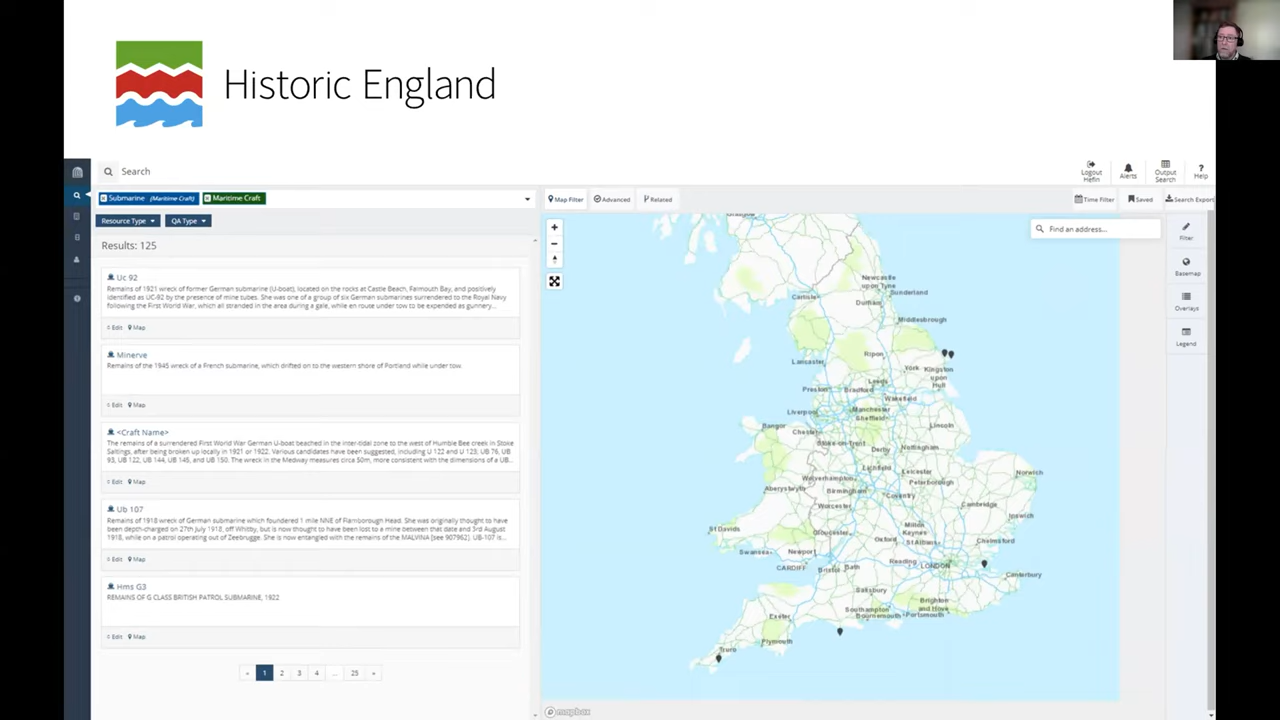 Historic England
Search
Logout
Hefin
Alerts
Output
Search
Help
Submarine (Maritime Craft) Maritime Craft
Map Filter Advanced Related
Time Filter Saved Search Export
Resource Type QA Type
Results: 125
Uc 92
Remains of 1921 wreck of former German submarine (U-boat), located on the rocks at Castle Beach, Falmouth Bay, and positively
identified as UC-92 by the presence of mine tubes. She was one of a group of six German submarines surrendered to the Royal Navy
following the First World War, which all stranded in the area during a gale, while en route under tow to be expended as gunnery...
Edit Map
Minerve
Remains of the 1945 wreck of a French submarine, which drifted on to the western shore of Portland while under tow.
Edit Map
<Craft Name>
The remains of a surrendered First World War German U-boat beached in the inter-tidal zone to the west of Humble Bee creek in Stoke
Saltings, after being broken up locally in 1921 or 1922. Various candidates have been suggested, including U 122 and U 123, UB 76, UB
93, UB 122, UB 144, UB 145, and UB 150. The wreck in the Medway measures circa 50m, more consistent with the dimensions of a UB...
Edit Map
Ub 107
Remains of 1918 wreck of German submarine which foundered 1 mile NNE of Flamborough Head. She was originally thought to have
been depth-charged on 27th July 1918, off Whitby, but is now thought to have been lost to a mine between that date and 3rd August
1918, while on a patrol operating out of Zeebrugge. She is now entangled with the remains of the MALVINA [see 907962]. UB-107 is...
Edit Map
Hms G3
REMAINS OF G CLASS BRITISH PATROL SUBMARINE, 1922
Edit Map
« 1 2 3 4 ... 25 »
+
−
Find an address...
Filter
Basemap
Overlays
Legend
Glasgow
Newcastle
upon Tyne
Sunderland
Carlisle
Durham
Middlesbrough
Lancaster
Ripon
York
Kingston
upon
Hull
Preston
Bradford
Leeds
Wakefield
Liverpool
Manchester
Sheffield
Bangor
Chester
Lincoln
Stoke-on-Trent
Nottingham
Derby
Lichfield
Leicester
Norwich
Wolverhampton
Peterborough
Aberystwyth
Birmingham
Coventry
Worcester
Cambridge
Ipswich
St Davids
Gloucester
Milton
Keynes
Oxford
St Albans
Chelmsford
Swansea
Newport
CARDIFF
Bristol
Bath
Reading
LONDON
Canterbury
Salisbury
Southampton
Bournemouth
Brighton
and Hove
Portsmouth
Exeter
Plymouth
Truro
mapbox